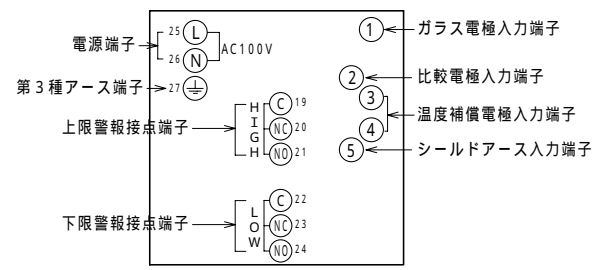 25 L
電源端子
AC100V
26 N
第3種アース端子
27
上限警報接点端子
HIGH
C 19
NC 20
NO 21
下限警報接点端子
LOW
C 22
NC 23
NO 24
1 ガラス電極入力端子
2 比較電極入力端子
3
温度補償電極入力端子
4
5 シールドアース入力端子